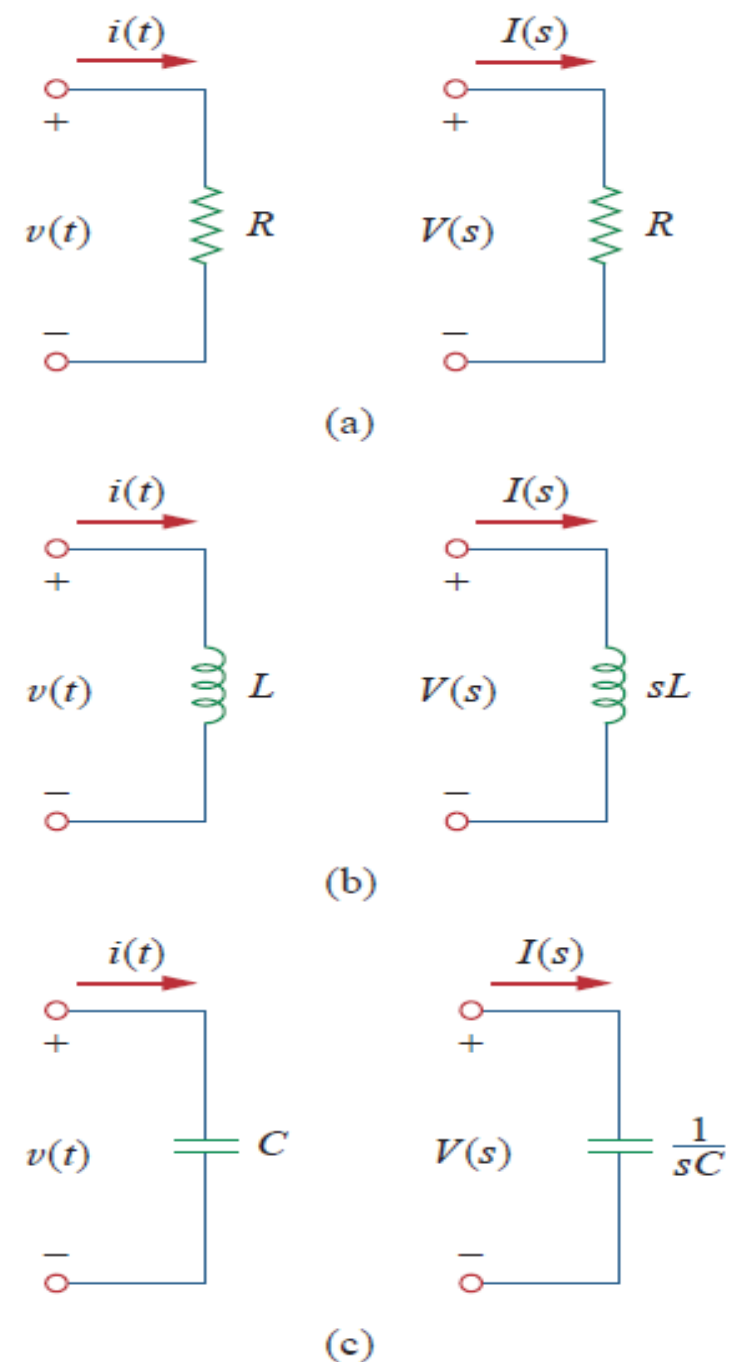 i(t) I(s)
+ +
v(t) R V(s) R
− −
(a)
i(t) I(s)
+ +
v(t) L V(s) sL
− −
(b)
i(t) I(s)
+ +
v(t) C V(s) 1/sC
− −
(c)